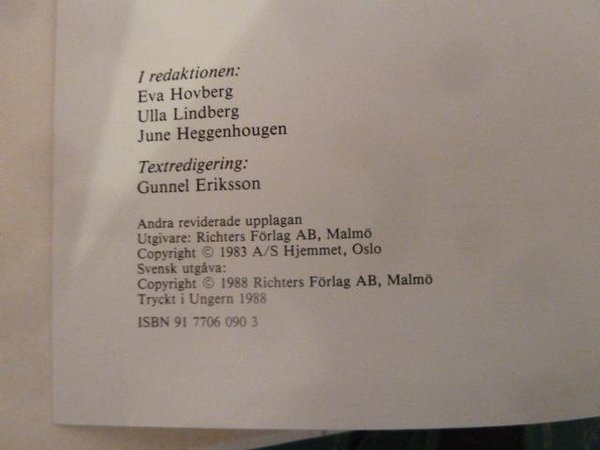 I redaktionen:
Eva Hovberg
Ulla Lindberg
June Heggenhougen
Textredigering:
Gunnel Eriksson
Andra reviderade upplagan
Utgivare: Richters Förlag AB, Malmö
Copyright © 1983 A/S Hjemmet, Oslo
Svensk utgåva:
Copyright © 1988 Richters Förlag AB, Malmö
Tryckt i Ungern 1988
ISBN 91 7706 090 3